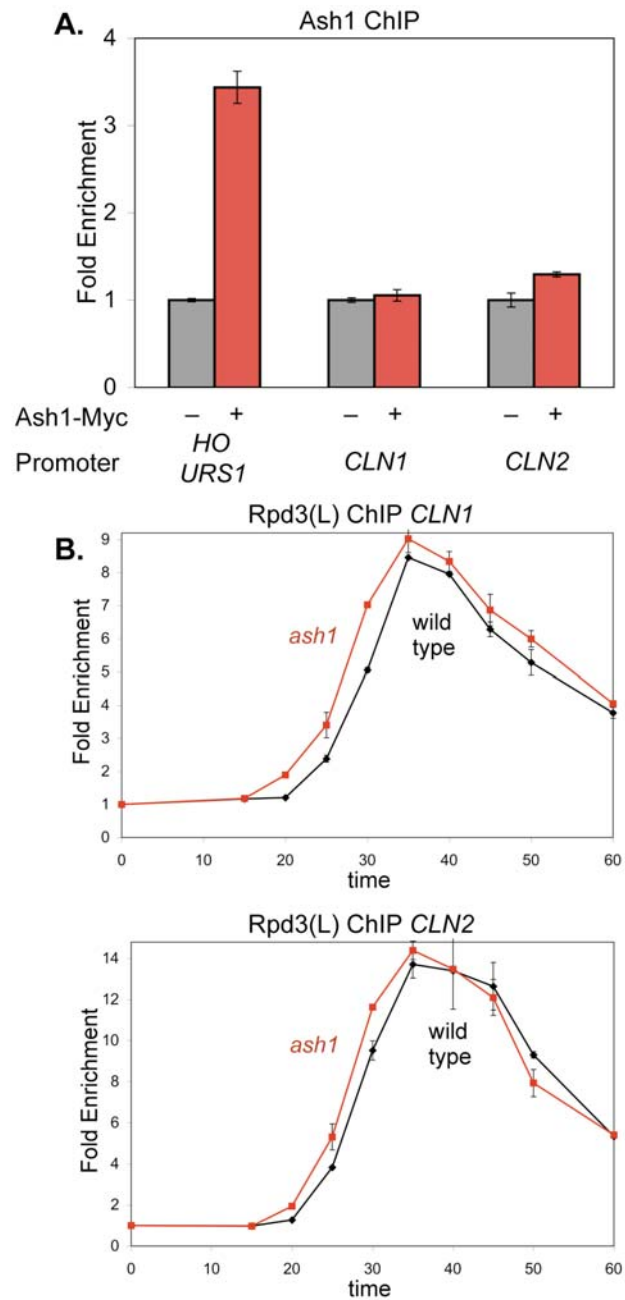 A.
Ash1 ChIP
Fold Enrichment
4
3
2
1
0
Ash1-Myc – + – + – +
Promoter HO URS1 CLN1 CLN2
B.
Rpd3(L) ChIP CLN1
Fold Enrichment
9
8
7
6
5
4
3
2
1
0
ash1
wild
type
0 10 20 30 40 50 60
time
Rpd3(L) ChIP CLN2
Fold Enrichment
14
12
10
8
6
4
2
0
ash1
wild
type
0 10 20 30 40 50 60
time